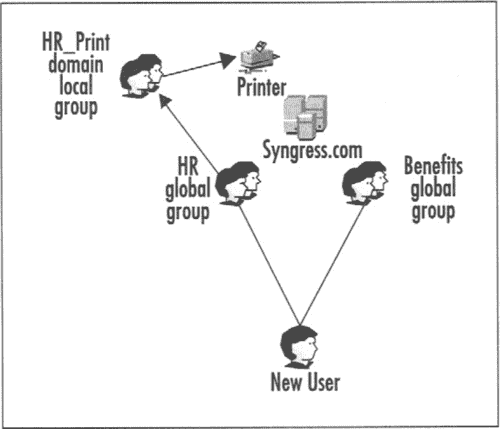 HR_Print
domain
local
group
Printer
Syngress.com
HR
global
group
Benefits
global
group
New User